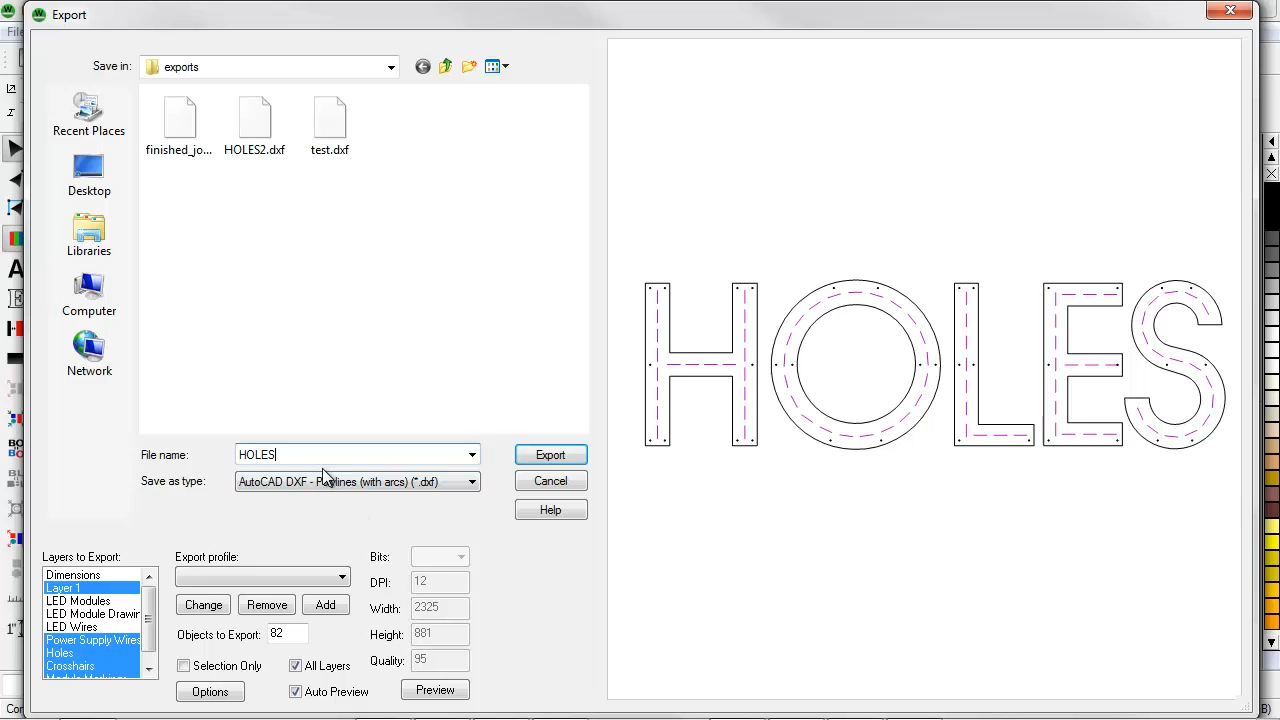 Export
File
Save in:
exports
Recent Places
Desktop
Libraries
Computer
Network
finished_jo...
HOLES2.dxf
test.dxf
HOLES
File name:
HOLES
Export
Save as type:
AutoCAD DXF - Polylines (with arcs) (*.dxf)
Cancel
Help
Layers to Export:
Dimensions
Layer 1
LED Modules
LED Module Drawin
LED Wires
Power Supply Wires
Holes
Crosshairs
Module Markings
Export profile:
Change
Remove
Add
Objects to Export:
82
Selection Only
All Layers
Options
Auto Preview
Bits:
DPI:
12
Width:
2325
Height:
881
Quality:
95
Preview